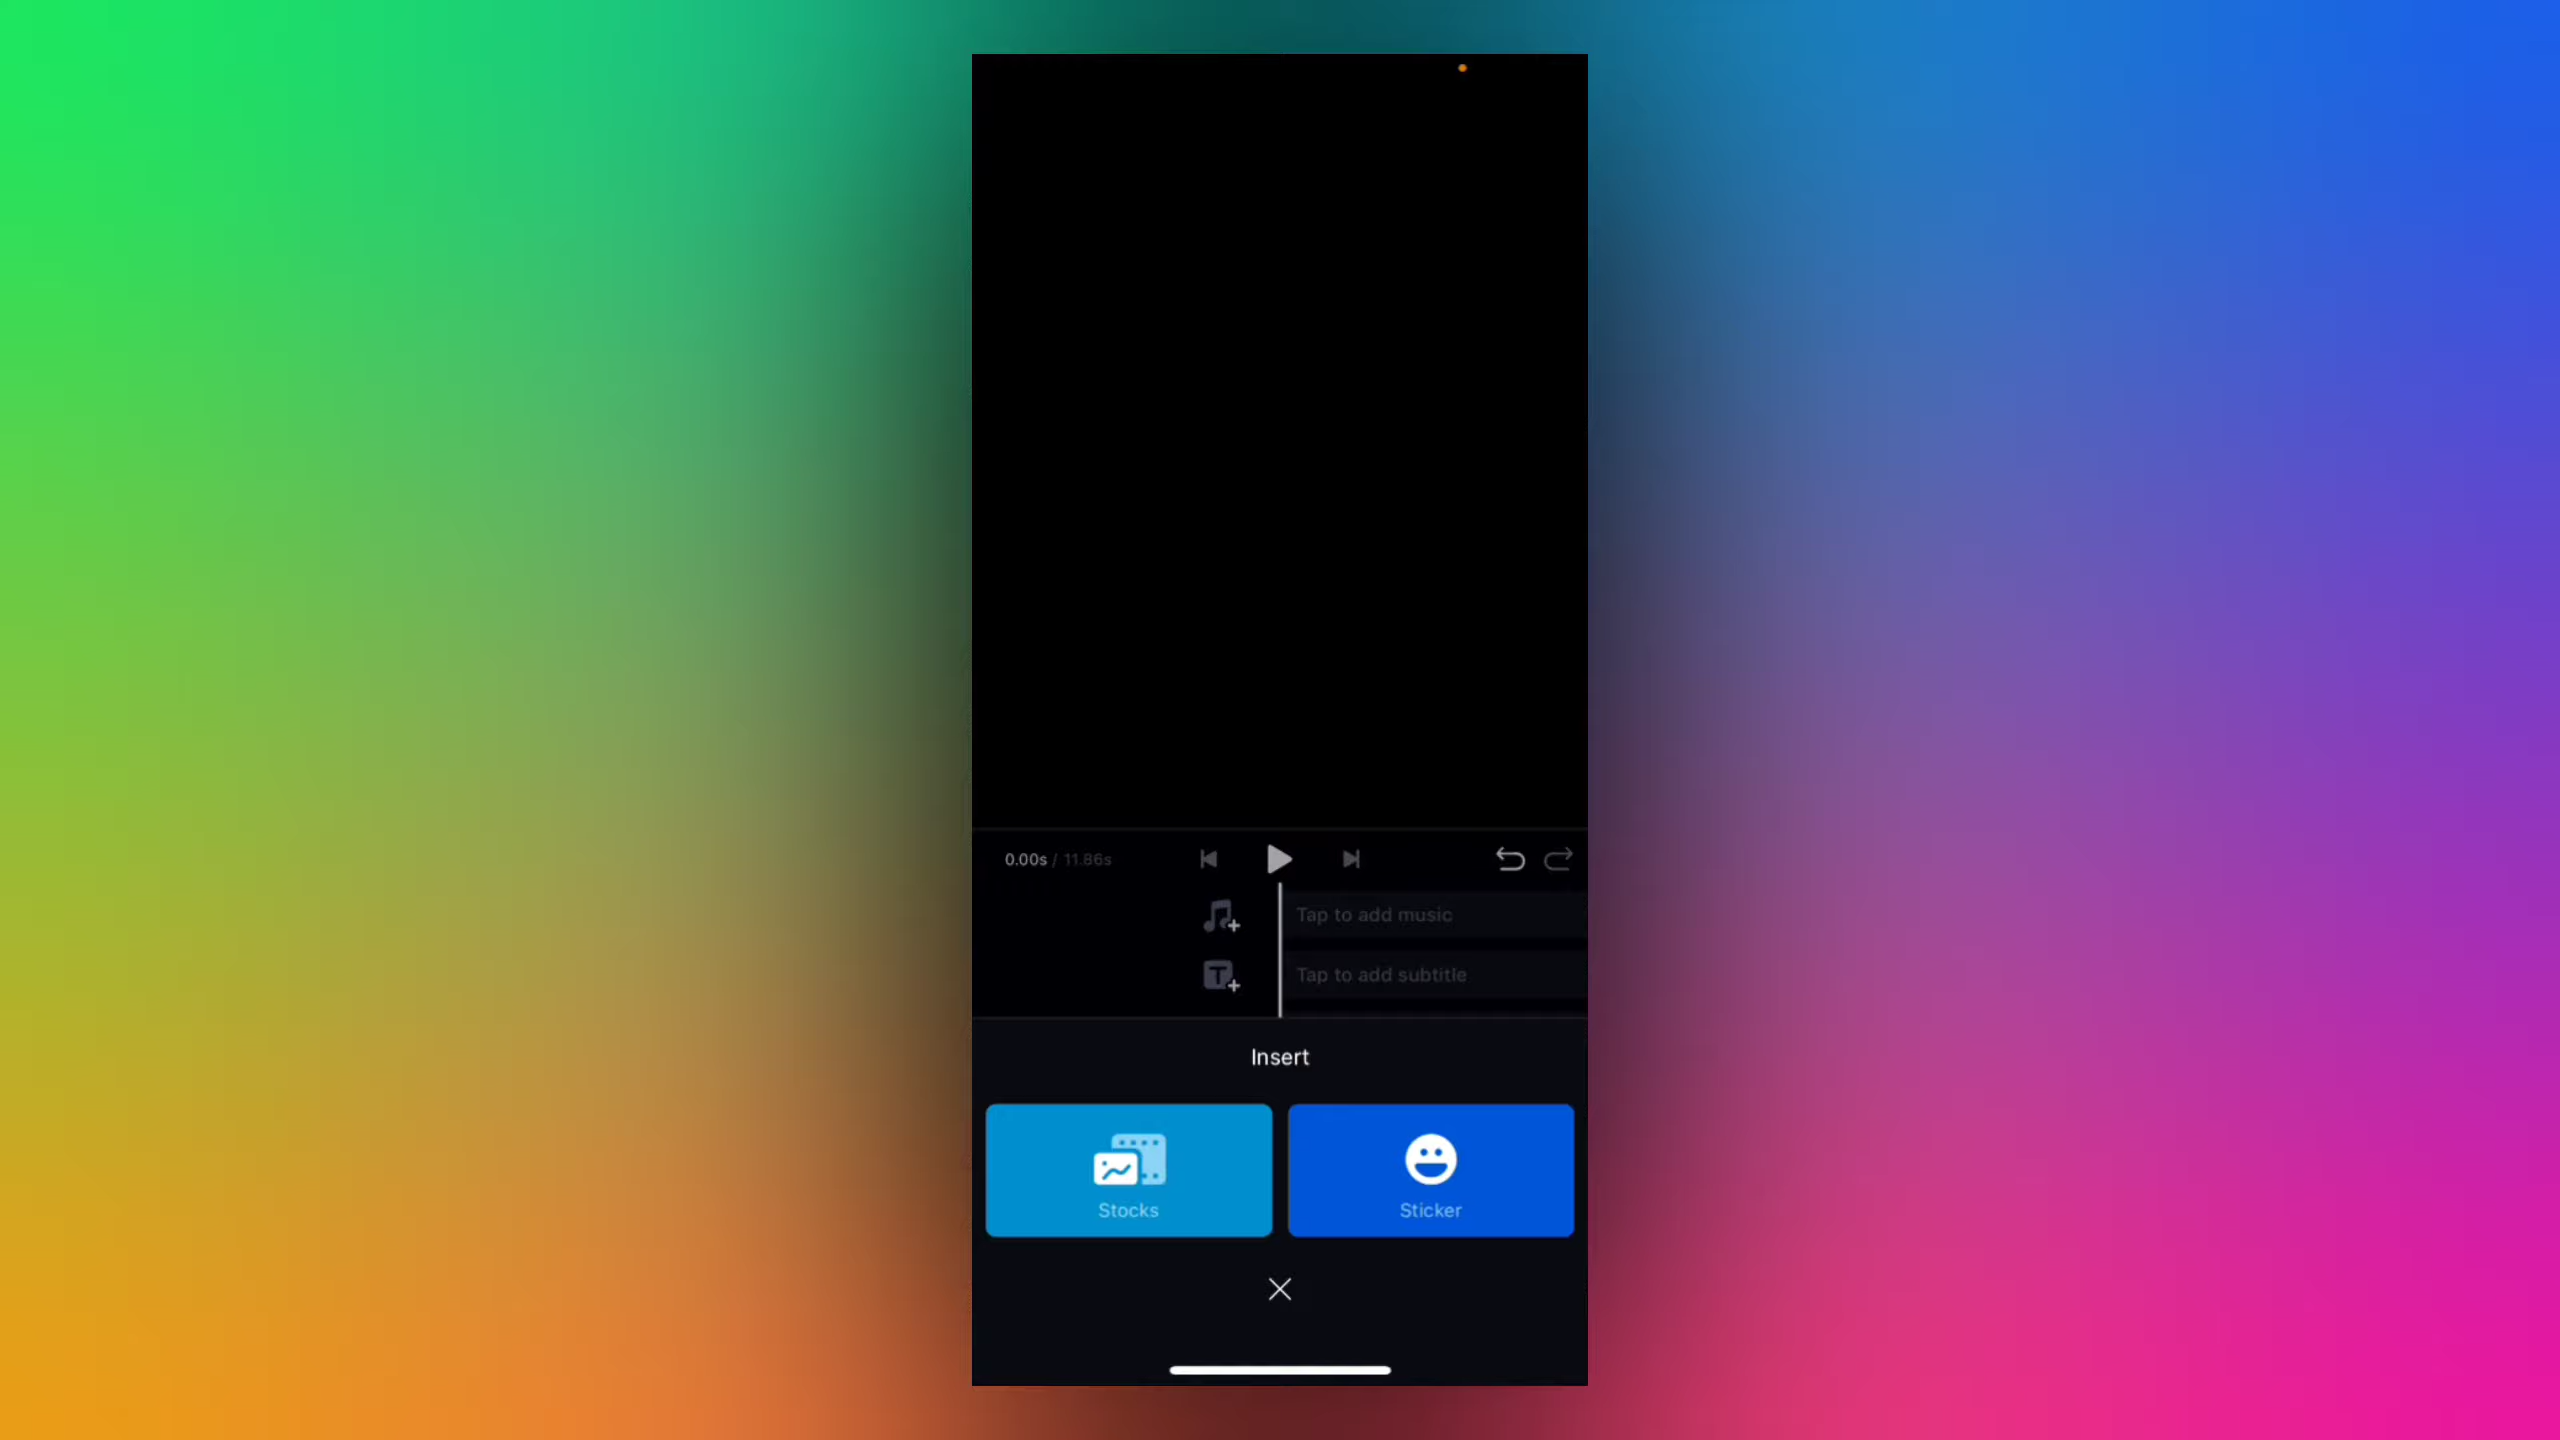 0.00s / 11.86s
Tap to add music
Tap to add subtitle
Insert
Stocks
Sticker